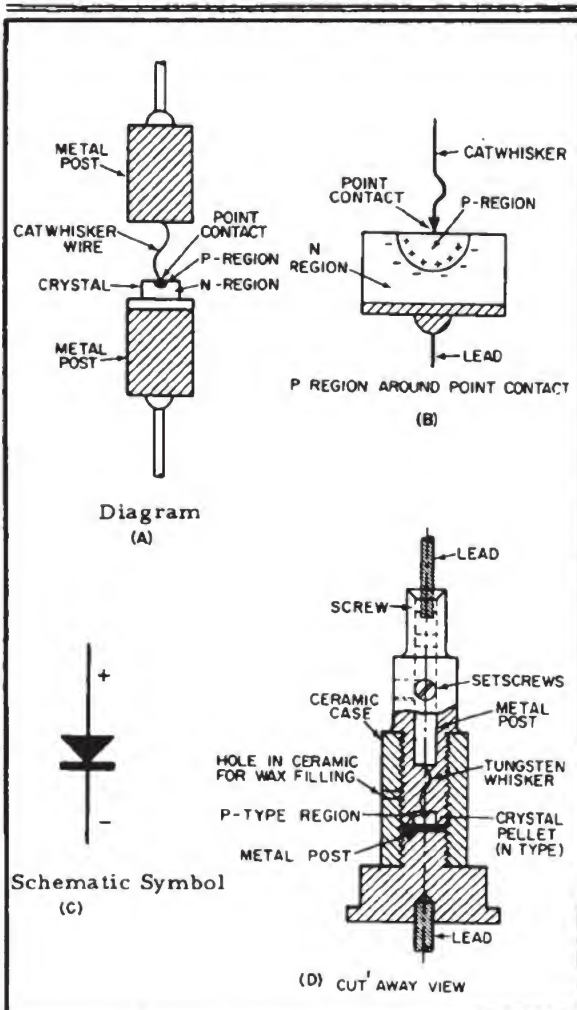 METAL
POST
CATWHISKER
WIRE
POINT
CONTACT
P-REGION
CRYSTAL
N-REGION
METAL
POST
Diagram
(A)
CATWHISKER
POINT
CONTACT
P-REGION
N
REGION
LEAD
P REGION AROUND POINT CONTACT
(B)
+
−
Schematic Symbol
(C)
LEAD
SCREW
SETSCREWS
CERAMIC
CASE
METAL
POST
HOLE IN CERAMIC
FOR WAX FILLING
TUNGSTEN
WHISKER
P-TYPE REGION
CRYSTAL
PELLET
(N TYPE)
METAL POST
LEAD
(D) CUT' AWAY VIEW